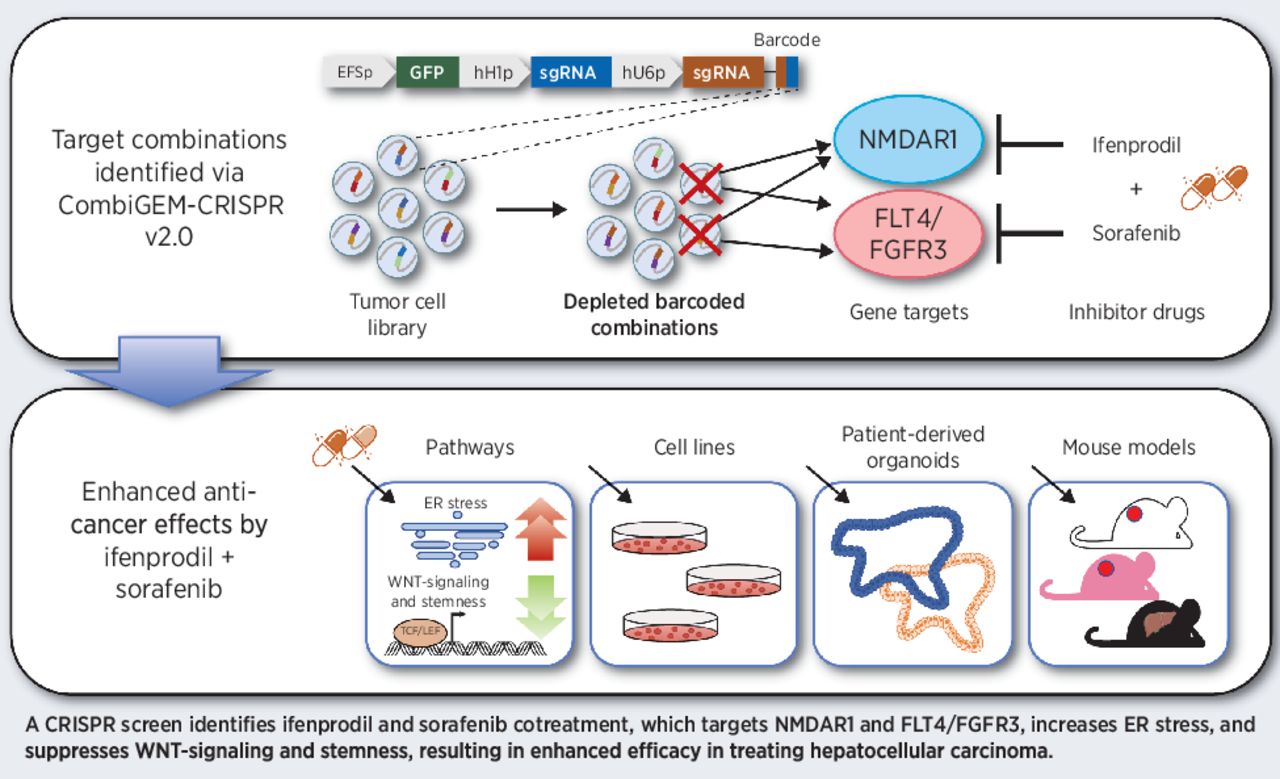 Barcode
EFSp GFP hH1p sgRNA hU6p sgRNA
Target combinations
identified via
CombiGEM-CRISPR
v2.0
Tumor cell
library
Depleted barcoded
combinations
NMDAR1
FLT4/
FGFR3
Gene targets
Ifenprodil
+
Sorafenib
Inhibitor drugs
Enhanced anti-
cancer effects by
ifenprodil +
sorafenib
Pathways
ER stress
WNT-signaling
and stemness
TCF/LEF
Cell lines
Patient-derived
organoids
Mouse models
A CRISPR screen identifies ifenprodil and sorafenib cotreatment, which targets NMDAR1 and FLT4/FGFR3, increases ER stress, and
suppresses WNT-signaling and stemness, resulting in enhanced efficacy in treating hepatocellular carcinoma.